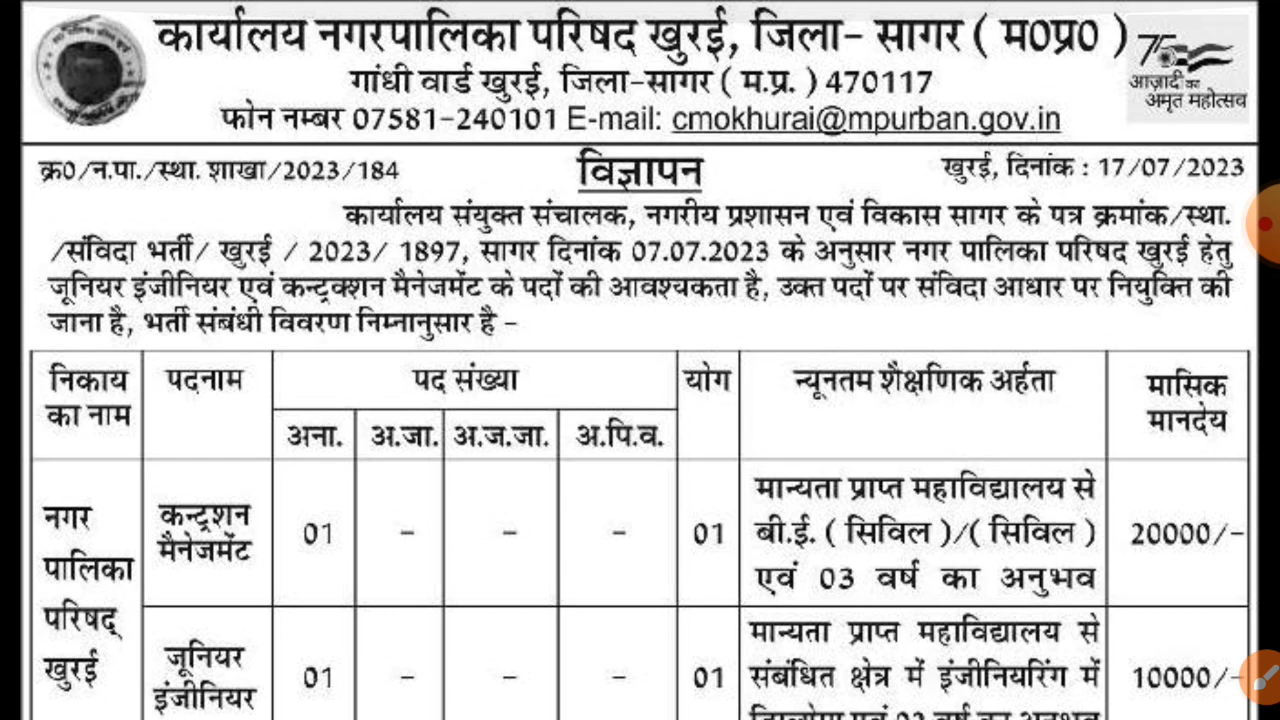 कार्यालय नगरपालिका परिषद खुरई, जिला- सागर ( म0प्र0 )
गांधी वार्ड खुरई, जिला-सागर ( म.प्र. ) 470117
फोन नम्बर 07581-240101 E-mail: cmokhurai@mpurban.gov.in
75
आज़ादी का
अमृत महोत्सव
क्र0/न.पा./स्था. शाखा/2023/184
विज्ञापन
खुरई, दिनांक : 17/07/2023
कार्यालय संयुक्त संचालक, नगरीय प्रशासन एवं विकास सागर के पत्र क्रमांक/स्था.
/संविदा भर्ती/ खुरई / 2023/ 1897, सागर दिनांक 07.07.2023 के अनुसार नगर पालिका परिषद खुरई हेतु
जूनियर इंजीनियर एवं कन्ट्रक्शन मैनेजमेंट के पदों की आवश्यकता है, उक्त पदों पर संविदा आधार पर नियुक्ति की
जाना है, भर्ती संबंधी विवरण निम्नानुसार है -
निकाय
का नाम
पदनाम
पद संख्या
योग
न्यूनतम शैक्षणिक अर्हता
मासिक
मानदेय
अना.
अ.जा.
अ.ज.जा.
अ.पि.व.
नगर
पालिका
परिषद्
खुरई
कन्ट्रशन
मैनेजमेंट
01
-
-
-
01
मान्यता प्राप्त महाविद्यालय से
बी.ई. ( सिविल )/( सिविल )
एवं 03 वर्ष का अनुभव
20000/-
जूनियर
इंजीनियर
01
-
-
-
01
मान्यता प्राप्त महाविद्यालय से
संबंधित क्षेत्र में इंजीनियरिंग में
10000/-